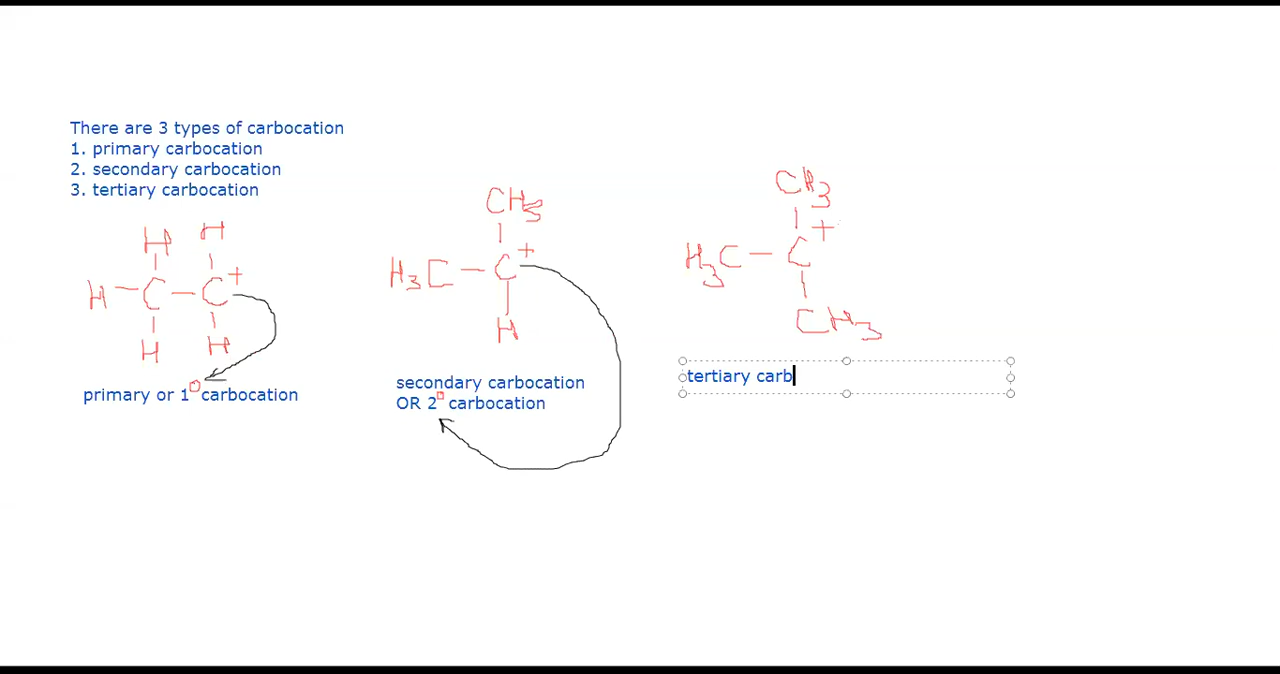 There are 3 types of carbocation
1. primary carbocation
2. secondary carbocation
3. tertiary carbocation
H H
H - C - C +
H H
primary or 1° carbocation
CH3
H3C - C +
H
secondary carbocation
OR 2° carbocation
CH3
H3C - C +
CH3
tertiary carb